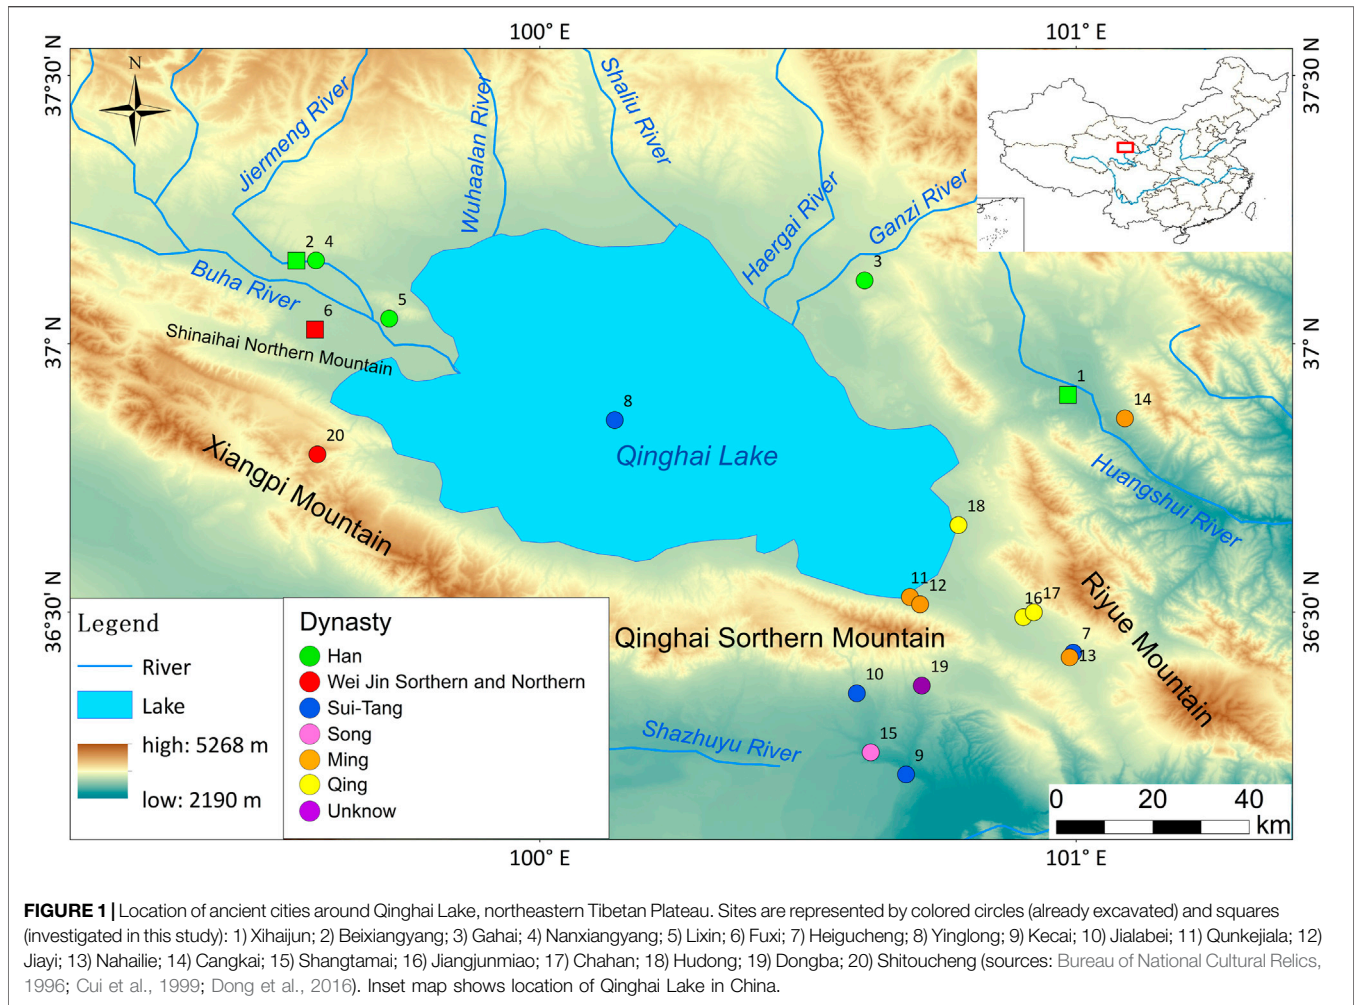 100° E
101° E
37°30' N
37°30 N
N
Jiermeng River
Wuhaalan River
Shaliu River
Haergai River
Ganzi River
2 4
3
Buha River
5
6
Shinaihai Northern Mountain
37° N
37° N
1
14
8
Qinghai Lake
20
Xiangpi Mountain
Huangshui River
18
11
12
16
17
Riyue Mountain
36°30' N
36°30' N
Qinghai Sorthern Mountain
7
13
10
19
Shazhuyu River
15
9
Legend
River
Lake
high: 5268 m
low: 2190 m
Dynasty
Han
Wei Jin Sorthern and Northern
Sui-Tang
Song
Ming
Qing
Unknow
0 20 40
km
100° E
101° E
FIGURE 1 | Location of ancient cities around Qinghai Lake, northeastern Tibetan Plateau. Sites are represented by colored circles (already excavated) and squares
(investigated in this study): 1) Xihaijun; 2) Beixiangyang; 3) Gahai; 4) Nanxiangyang; 5) Lixin; 6) Fuxi; 7) Heigucheng; 8) Yinglong; 9) Kecai; 10) Jialabei; 11) Qunkejiala; 12)
Jiayi; 13) Nahailie; 14) Cangkai; 15) Shangtamai; 16) Jiangjunmiao; 17) Chahan; 18) Hudong; 19) Dongba; 20) Shitoucheng (sources: Bureau of National Cultural Relics,
1996; Cui et al., 1999; Dong et al., 2016). Inset map shows location of Qinghai Lake in China.